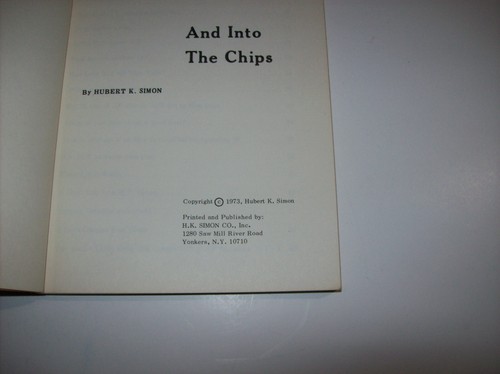 And Into
The Chips
By HUBERT K. SIMON
Copyright © 1973, Hubert K. Simon
Printed and Published by:
H.K. SIMON CO., Inc.
1280 Saw Mill River Road
Yonkers, N.Y. 10710